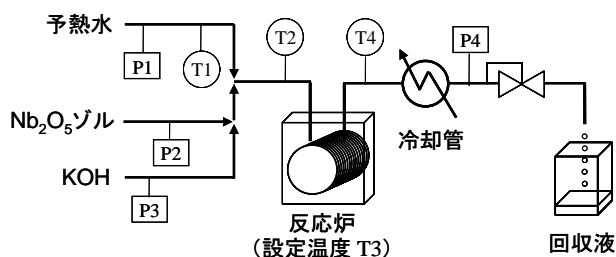 予熱水
P1
T1
T2
T4
P4
Nb₂O₅ゾル
P2
KOH
P3
冷却管
反応炉
(設定温度 T3)
回収液